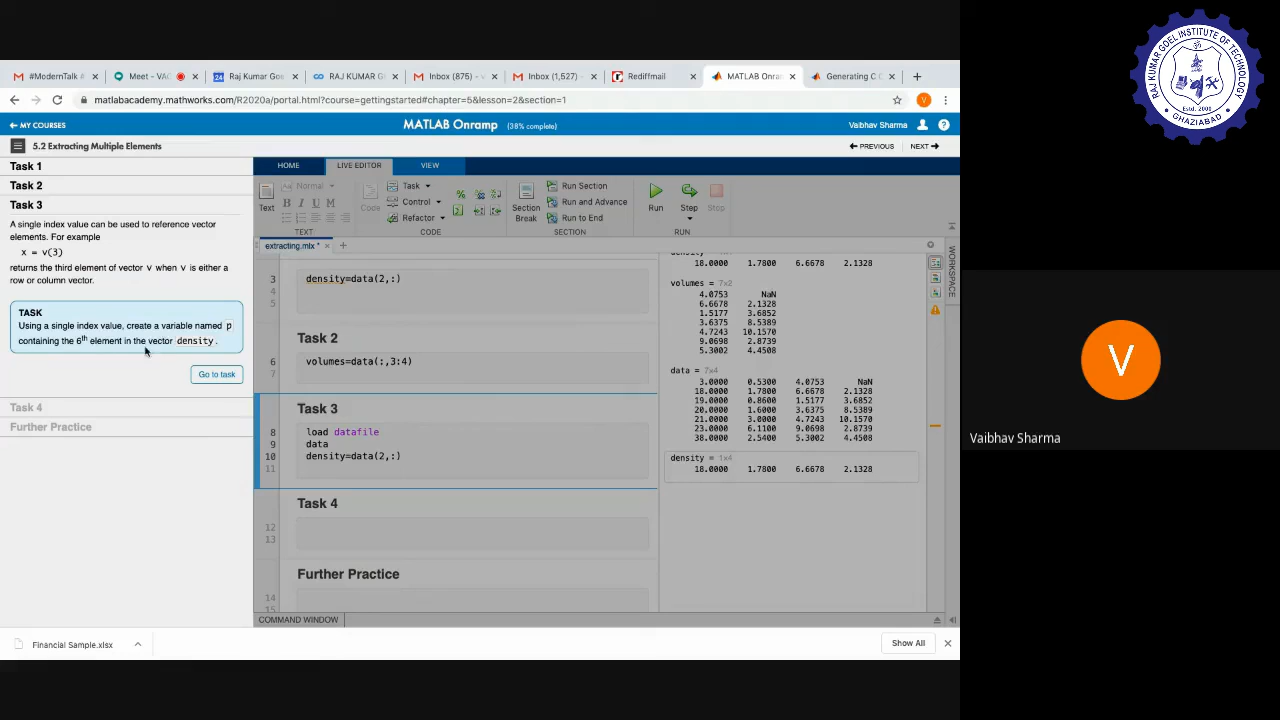 #ModernTalk A
Meet - VAC
Raj Kumar Goe
RAJ KUMAR G
Inbox (875) - v
Inbox (1,527) -
Rediffmail
MATLAB Onra
Generating C C
matlabacademy.mathworks.com/R2020a/portal.html?course=gettingstarted#chapter=5&lesson=2&section=1
V
MY COURSES
MATLAB Onramp (38% complete)
Vaibhav Sharma
5.2 Extracting Multiple Elements
PREVIOUS
NEXT
Task 1
Task 2
Task 3
A single index value can be used to reference vector
elements. For example
x = v(3)
returns the third element of vector v when v is either a
row or column vector.
TASK
Using a single index value, create a variable named p
containing the 6th element in the vector density.
Go to task
Task 4
Further Practice
HOME
LIVE EDITOR
VIEW
Text
Normal
B I U M
TEXT
Code
Task
Control
Refactor
CODE
Section
Break
Run Section
Run and Advance
Run to End
SECTION
Run
Step
Stop
RUN
extracting.mlx *
3 density=data(2,:)
4
5
Task 2
6 volumes=data(:,3:4)
7
Task 3
8 load datafile
9 data
10 density=data(2,:)
11
Task 4
12
13
Further Practice
14
15
18.0000 1.7800 6.6678 2.1328
volumes = 7x2
4.0753 NaN
6.6678 2.1328
1.5177 3.6852
3.6375 8.5389
4.7243 10.1570
9.0698 2.8739
5.3002 4.4508
data = 7x4
3.0000 0.5300 4.0753 NaN
18.0000 1.7800 6.6678 2.1328
19.0000 0.8600 1.5177 3.6852
20.0000 1.6000 3.6375 8.5389
21.0000 3.0000 4.7243 10.1570
23.0000 6.1100 9.0698 2.8739
38.0000 2.5400 5.3002 4.4508
density = 1x4
18.0000 1.7800 6.6678 2.1328
WORKSPACE
COMMAND WINDOW
Financial Sample.xlsx
Show All
RAJ KUMAR GOEL INSTITUTE OF TECHNOLOGY
Estd. 2000
GHAZIABAD
V
Vaibhav Sharma